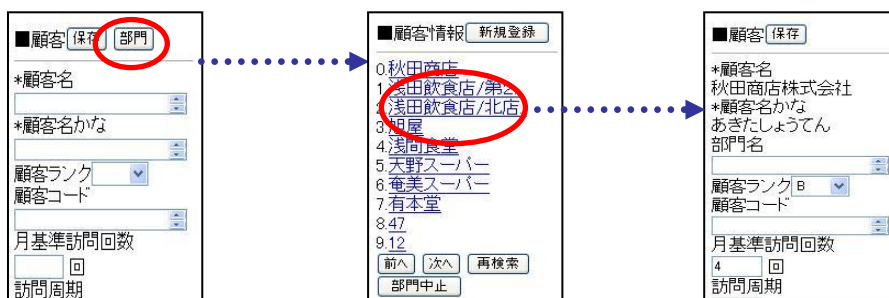 ■顧客 保存 部門
*顧客名
*顧客名かな
顧客ランク
顧客コード
月基準訪問回数
回
訪問周期
■顧客情報 新規登録
0.秋田商店
1.浅田飲食店/第2
2.浅田飲食店/北店
3.旭屋
4.浅間食堂
5.天野スーパー
6.奄美スーパー
7.有本堂
8.47
9.12
前へ 次へ 再検索
部門中止
■顧客 保存
*顧客名
秋田商店株式会社
*顧客名かな
あきたしょうてん
部門名
顧客ランク B
顧客コード
月基準訪問回数
4 回
訪問周期